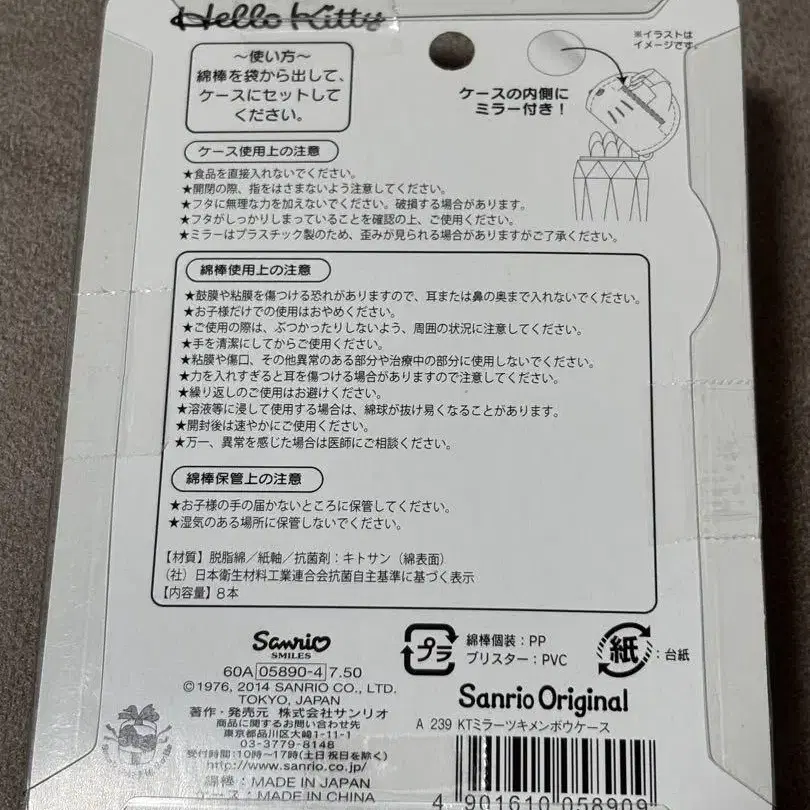 Hello Kitty
～使い方～
綿棒を袋から出して、
ケースにセットして
ください。
※イラストは
イメージです。
ケースの内側に
ミラー付き！
ケース使用上の注意
★食品を直接入れないでください。
★開閉の際、指をはさまないよう注意してください。
★フタに無理な力を加えないでください。破損する場合があります。
★フタがしっかりしまっていることを確認の上、ご使用ください。
★ミラーはプラスチック製のため、歪みが見られる場合がありますがご了承ください。
綿棒使用上の注意
★鼓膜や粘膜を傷つける恐れがありますので、耳または鼻の奥まで入れないでください。
★お子様だけでの使用はおやめください。
★ご使用の際は、ぶつかったりしないよう、周囲の状況に注意してください。
★手を清潔にしてからご使用ください。
★粘膜や傷口、その他異常のある部分や治療中の部分に使用しないでください。
★力を入れすぎると耳を傷つける場合がありますので注意してください。
★繰り返しのご使用はお避けください。
★溶液等に浸して使用する場合は、綿球が抜け易くなることがあります。
★開封後は速やかにご使用ください。
★万一、異常を感じた場合は医師にご相談ください。
綿棒保管上の注意
★お子様の手の届かないところに保管してください。
★湿気のある場所に保管しないでください。
【材質】脱脂綿／紙軸／抗菌剤：キトサン（綿表面）
（社）日本衛生材料工業連合会抗菌自主基準に基づく表示
【内容量】8本
Sanrio
SMILES
60A 05890-4 7.50
©1976, 2014 SANRIO CO., LTD.
TOKYO, JAPAN
著作・発売元 株式会社サンリオ
商品に関するお問い合わせ先
東京都品川区大崎1-11-1
03-3779-8148
受付時間：10時～17時（土日祝日を除く）
http://www.sanrio.co.jp/
綿棒：MADE IN JAPAN
ケース：MADE IN CHINA
プラ
綿棒個装：PP
ブリスター：PVC
紙
：台紙
Sanrio Original
A 239 KTミラーツキメンボウケース
4 901610 058909